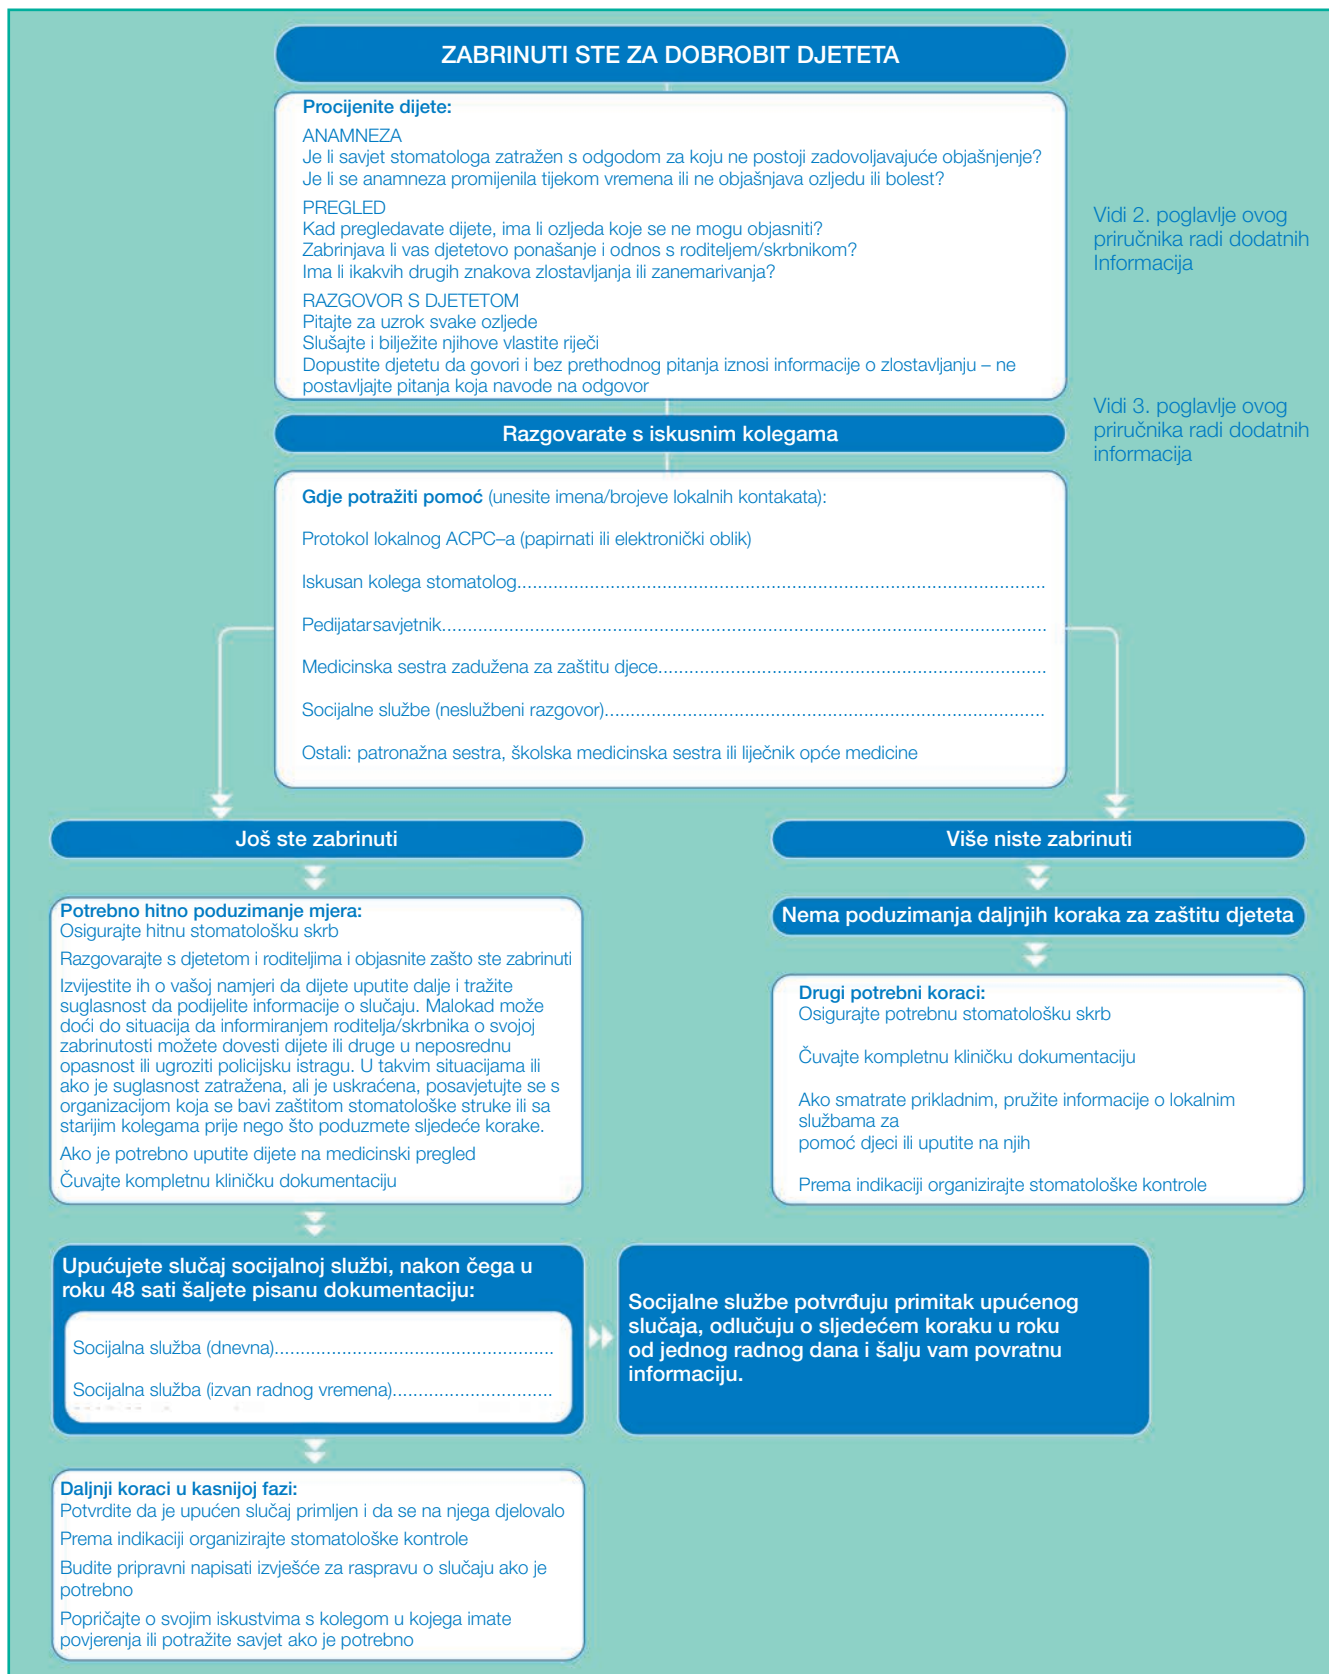 ZABRINUTI STE ZA DOBROBIT DJETETA
Procijenite dijete:
ANAMNEZA
Je li savjet stomatologa zatražen s odgodom za koju ne postoji zadovoljavajuće objašnjenje?
Je li se anamneza promijenila tijekom vremena ili ne objašnjava ozljedu ili bolest?
PREGLED
Kad pregledavate dijete, ima li ozljeda koje se ne mogu objasniti?
Zabrinjava li vas djetetovo ponašanje i odnos s roditeljem/skrbnikom?
Ima li ikakvih drugih znakova zlostavljanja ili zanemarivanja?
RAZGOVOR S DJETETOM
Pitajte za uzrok svake ozljede
Slušajte i bilježite njihove vlastite riječi
Dopustite djetetu da govori i bez prethodnog pitanja iznosi informacije o zlostavljanju – ne
postavljajte pitanja koja navode na odgovor
Vidi 2. poglavlje ovog
priručnika radi dodatnih
Informacija
Vidi 3. poglavlje ovog
priručnika radi dodatnih
informacija
Razgovarate s iskusnim kolegama
Gdje potražiti pomoć (unesite imena/brojeve lokalnih kontakata):
Protokol lokalnog ACPC–a (papirnati ili elektronički oblik)
Iskusan kolega stomatolog.....................................................................................................
Pedijatarsavjetnik....................................................................................................................
Medicinska sestra zadužena za zaštitu djece..........................................................................
Socijalne službe (neslužbeni razgovor)....................................................................................
Ostali: patronažna sestra, školska medicinska sestra ili liječnik opće medicine
Još ste zabrinuti
Potrebno hitno poduzimanje mjera:
Osigurajte hitnu stomatološku skrb
Razgovarajte s djetetom i roditeljima i objasnite zašto ste zabrinuti
Izvijestite ih o vašoj namjeri da dijete uputite dalje i tražite
suglasnost da podijelite informacije o slučaju. Malokad može
doći do situacija da informiranjem roditelja/skrbnika o svojoj
zabrinutosti možete dovesti dijete ili druge u neposrednu
opasnost ili ugroziti policijsku istragu. U takvim situacijama ili
ako je suglasnost zatražena, ali je uskraćena, posavjetujte se s
organizacijom koja se bavi zaštitom stomatološke struke ili sa
starijim kolegama prije nego što poduzmete sljedeće korake.
Ako je potrebno uputite dijete na medicinski pregled
Čuvajte kompletnu kliničku dokumentaciju
Više niste zabrinuti
Nema poduzimanja daljnjih koraka za zaštitu djeteta
Drugi potrebni koraci:
Osigurajte potrebnu stomatološku skrb
Čuvajte kompletnu kliničku dokumentaciju
Ako smatrate prikladnim, pružite informacije o lokalnim
službama za
pomoć djeci ili uputite na njih
Prema indikaciji organizirajte stomatološke kontrole
Upućujete slučaj socijalnoj službi, nakon čega u
roku 48 sati šaljete pisanu dokumentaciju:
Socijalna služba (dnevna)......................................................
Socijalna služba (izvan radnog vremena)...............................
Socijalne službe potvrđuju primitak upućenog
slučaja, odlučuju o sljedećem koraku u roku
od jednog radnog dana i šalju vam povratnu
informaciju.
Daljnji koraci u kasnijoj fazi:
Potvrdite da je upućen slučaj primljen i da se na njega djelovalo
Prema indikaciji organizirajte stomatološke kontrole
Budite pripravni napisati izvješće za raspravu o slučaju ako je
potrebno
Popričajte o svojim iskustvima s kolegom u kojega imate
povjerenja ili potražite savjet ako je potrebno